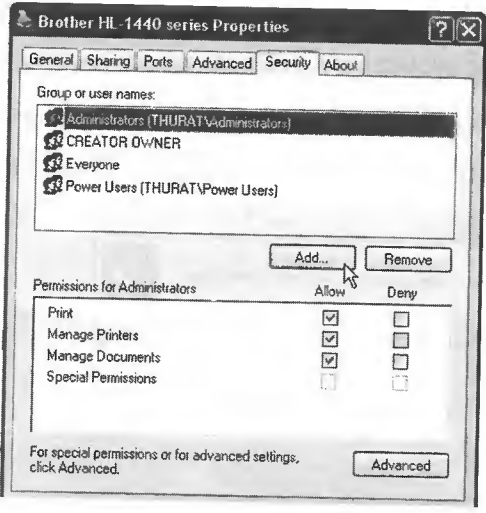 Brother HL-1440 series Properties
General Sharing Ports Advanced Security About
Group or user names:
Administrators (THURAT\Administrators)
CREATOR OWNER
Everyone
Power Users (THURAT\Power Users)
Add... Remove
Permissions for Administrators Allow Deny
Print
Manage Printers
Manage Documents
Special Permissions
For special permissions or for advanced settings,
click Advanced.
Advanced